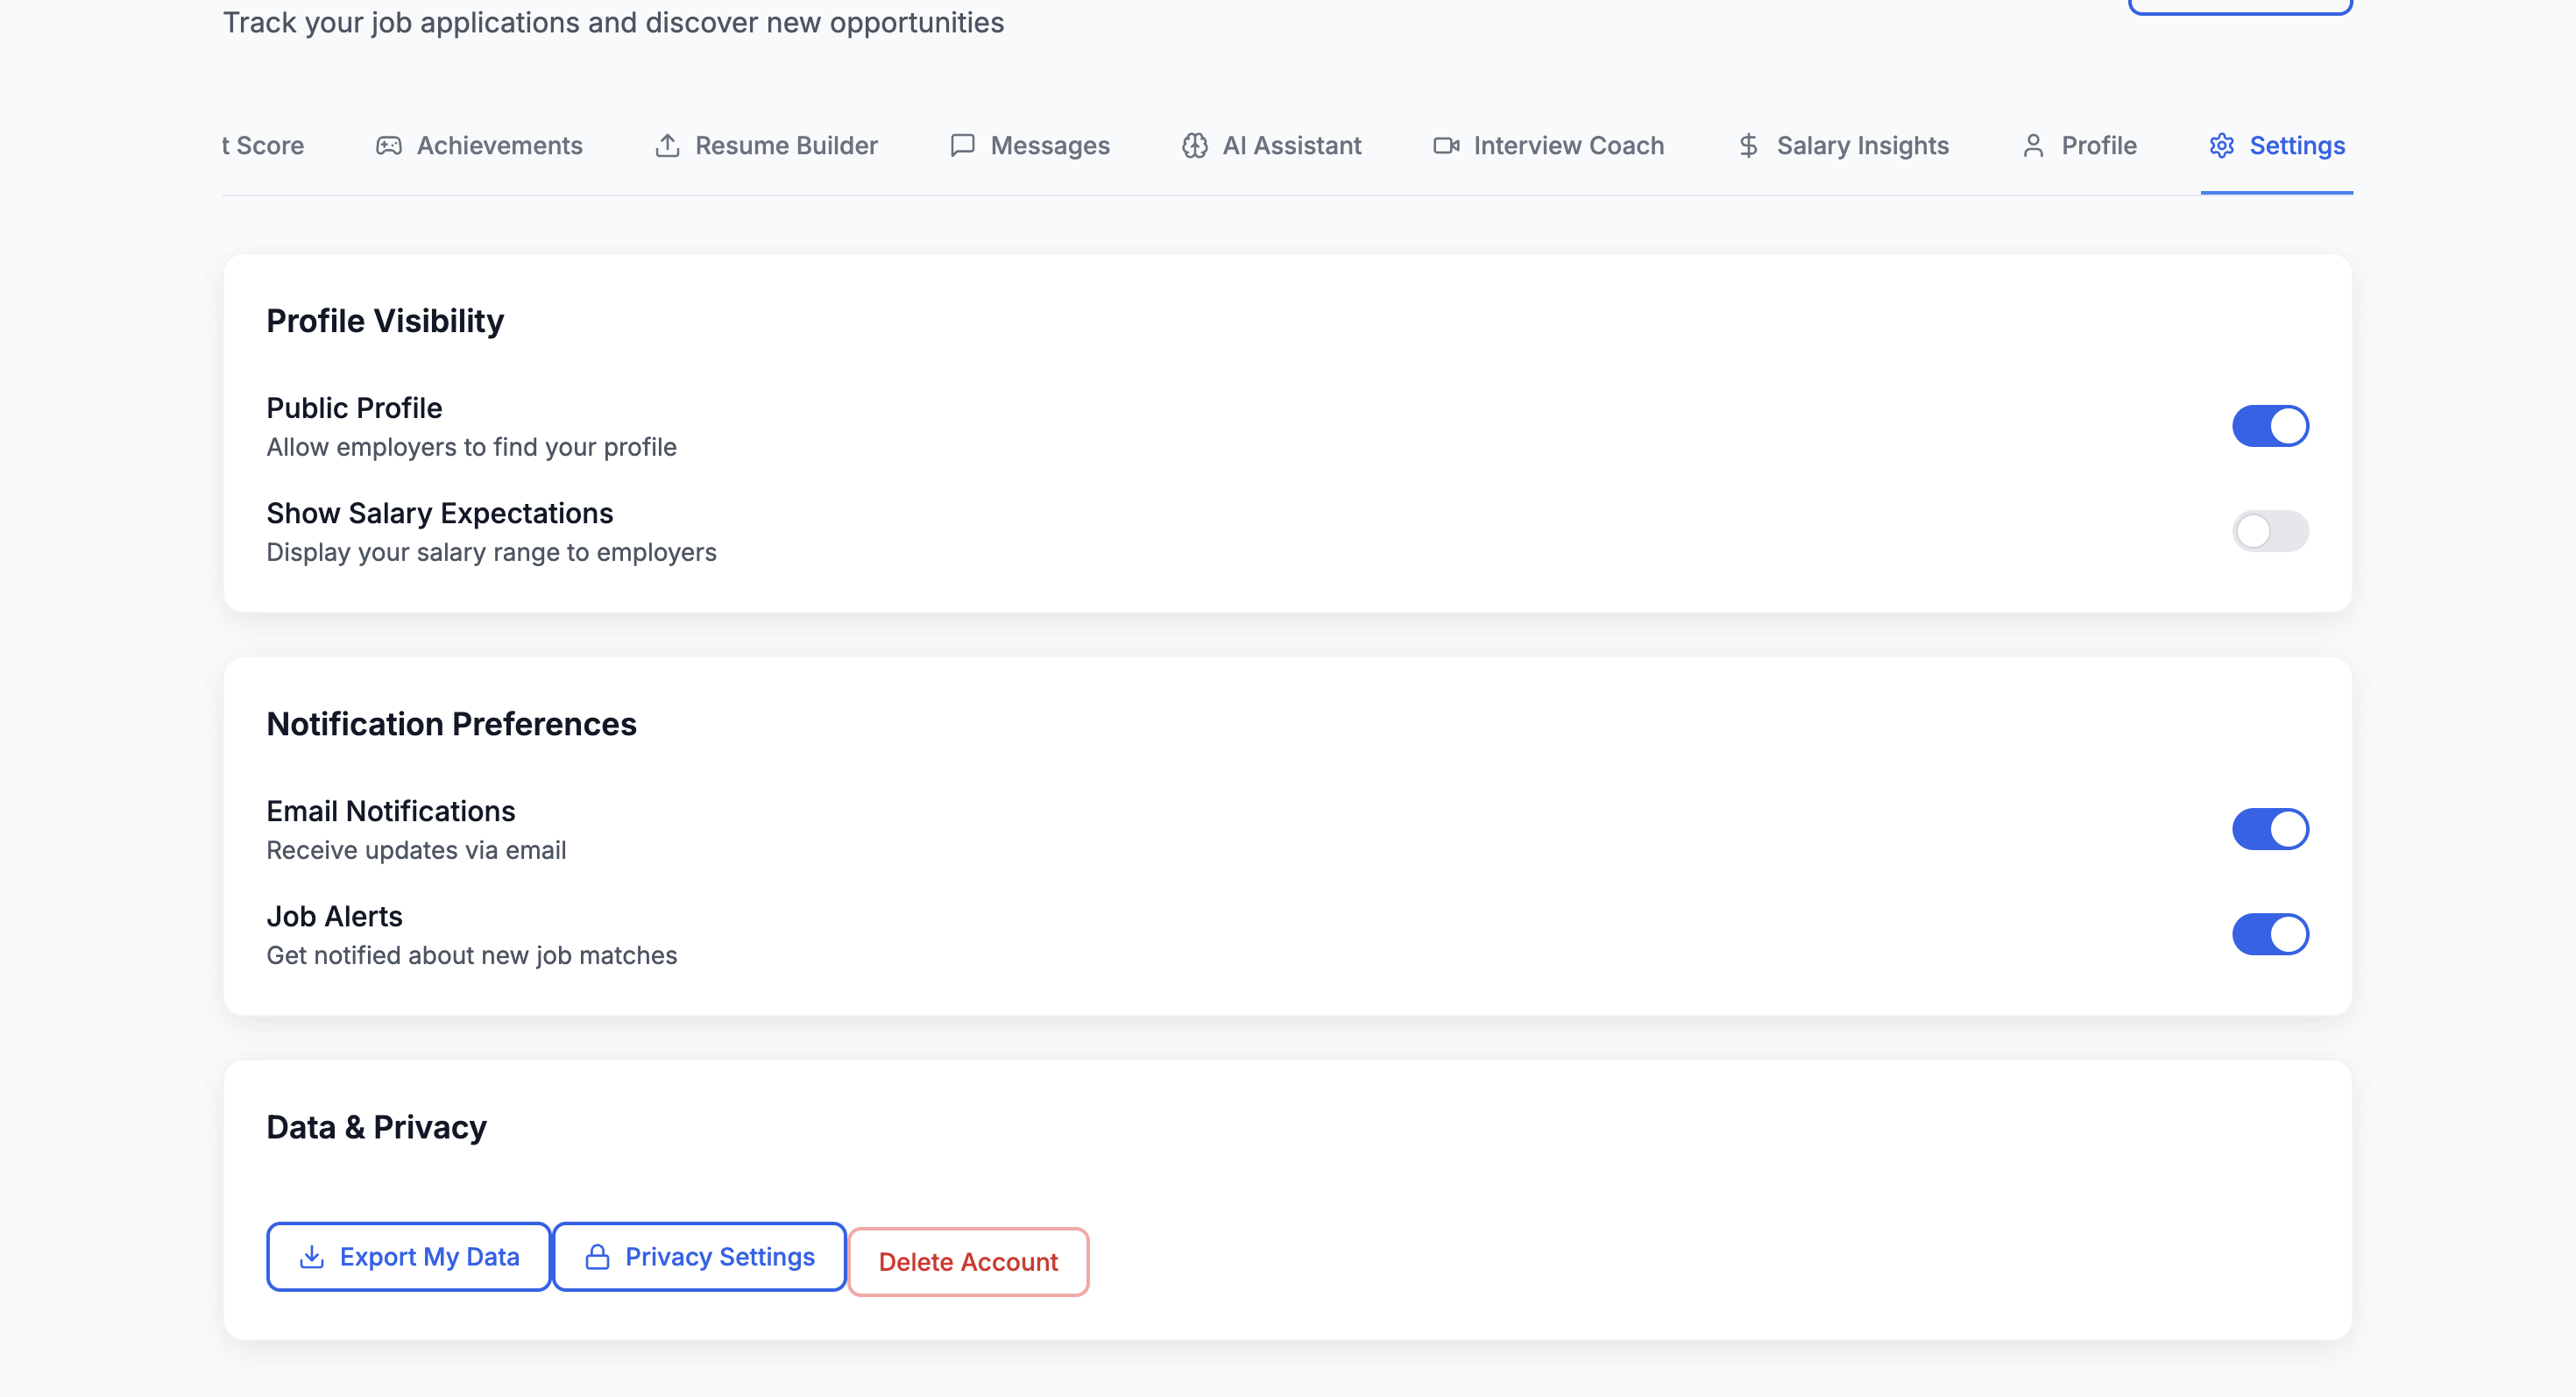 Track your job applications and discover new opportunities
t Score Achievements Resume Builder Messages AI Assistant Interview Coach Salary Insights Profile Settings
Profile Visibility
Public Profile
Allow employers to find your profile
Show Salary Expectations
Display your salary range to employers
Notification Preferences
Email Notifications
Receive updates via email
Job Alerts
Get notified about new job matches
Data & Privacy
Export My Data Privacy Settings Delete Account